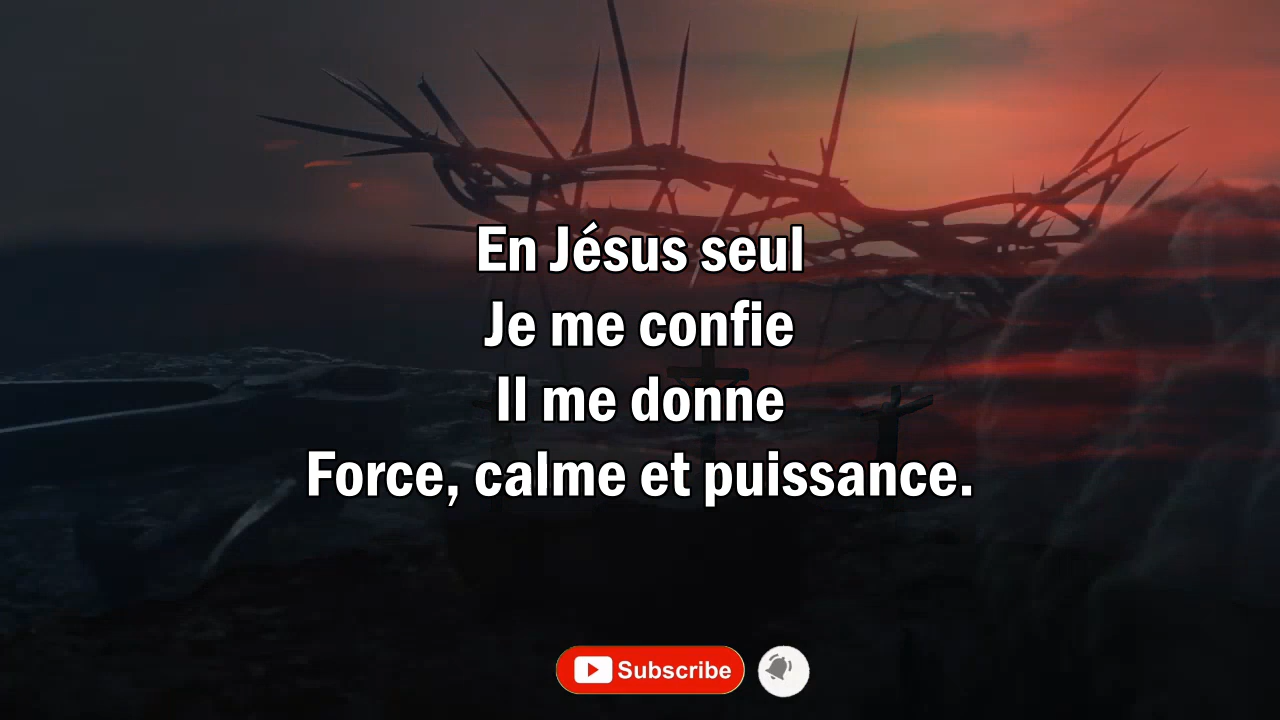 En Jésus seul
Je me confie
Il me donne
Force, calme et puissance.
Subscribe